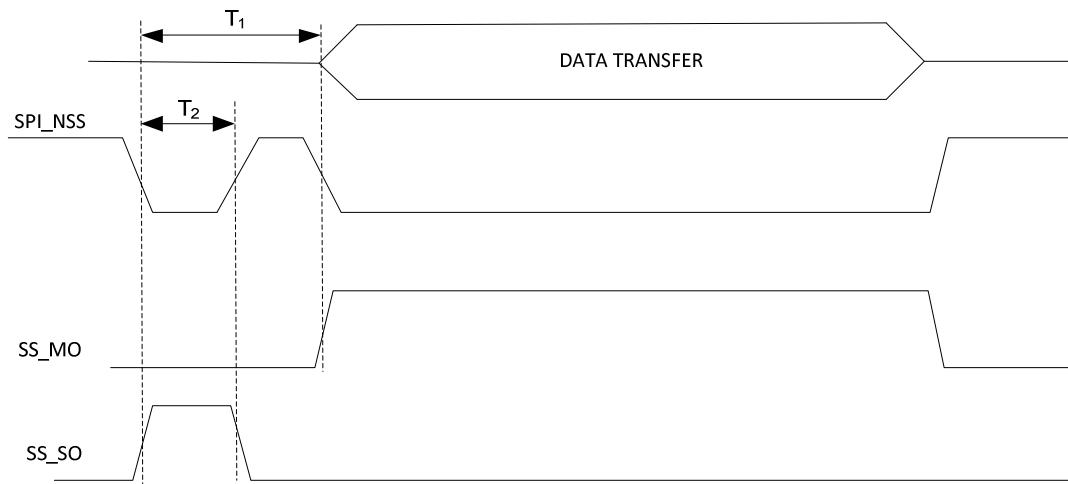 T₁
DATA TRANSFER
T₂
SPI_NSS
SS_MO
SS_SO